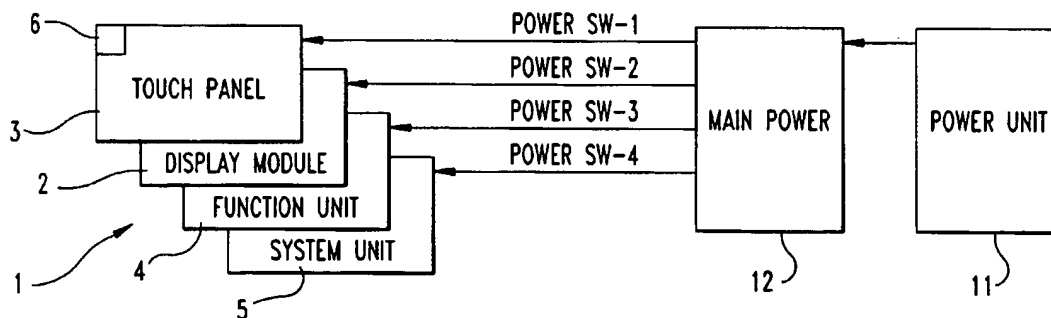 6
POWER SW-1
TOUCH PANEL
POWER SW-2
3
POWER SW-3
MAIN POWER
POWER UNIT
DISPLAY MODULE
POWER SW-4
2
FUNCTION UNIT
1
4
SYSTEM UNIT
5
12
11